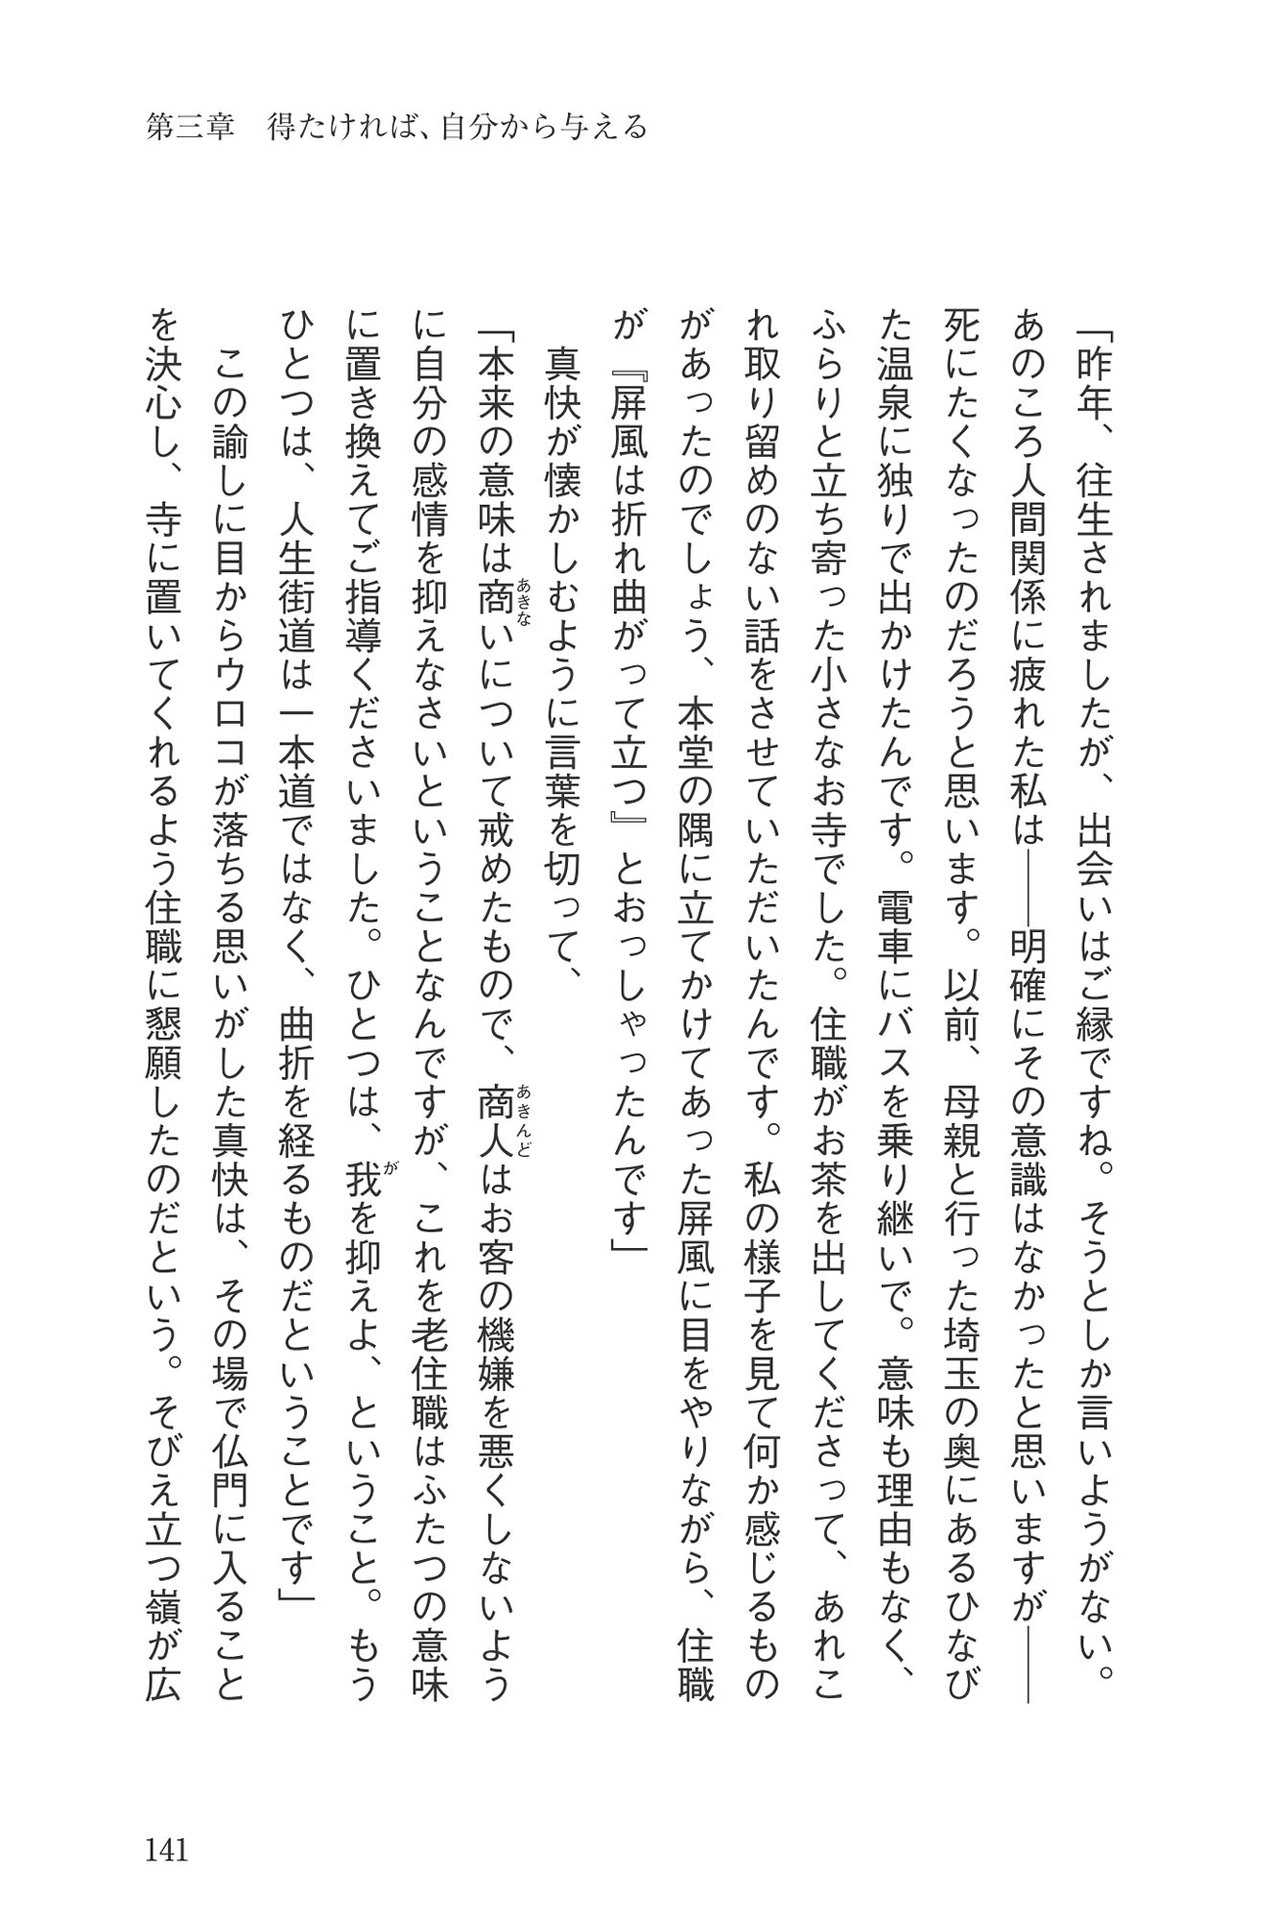 第三章　得たければ、自分から与える
「昨年、往生されましたが、出会いはご縁ですね。そうとしか言いようがない。
あのころ人間関係に疲れた私は――明確にその意識はなかったと思いますが――
死にたくなったのだろうと思います。以前、母親と行った埼玉の奥にあるひなび
た温泉に独りで出かけたんです。電車にバスを乗り継いで。意味も理由もなく、
ふらりと立ち寄った小さなお寺でした。住職がお茶を出してくださって、あれこ
れ取り留めのない話をさせていただいたんです。私の様子を見て何か感じるもの
があったのでしょう、本堂の隅に立てかけてあった屏風に目をやりながら、住職
が『屏風は折れ曲がって立つ』とおっしゃったんです」
　真快が懐かしむように言葉を切って、
「本来の意味は商いについて戒めたもので、商人はお客の機嫌を悪くしないよう
あきな
あきんど
に自分の感情を抑えなさいということなんですが、これを老住職はふたつの意味
に置き換えてご指導くださいました。ひとつは、我を抑えよ、ということ。もう
が
ひとつは、人生街道は一本道ではなく、曲折を経るものだということです」
　この諭しに目からウロコが落ちる思いがした真快は、その場で仏門に入ること
を決心し、寺に置いてくれるよう住職に懇願したのだという。そびえ立つ嶺が広
141